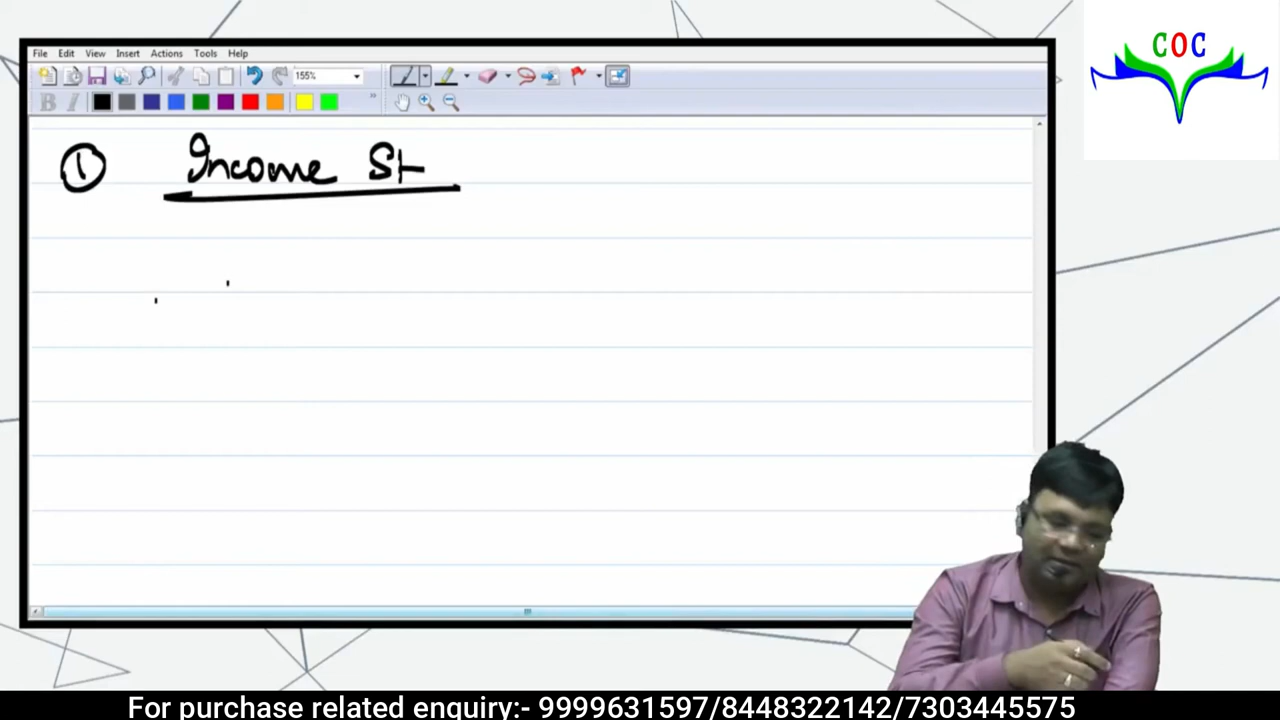 COC
File Edit View Insert Actions Tools Help
155%
B I
① Income St
For purchase related enquiry:- 9999631597/8448322142/7303445575